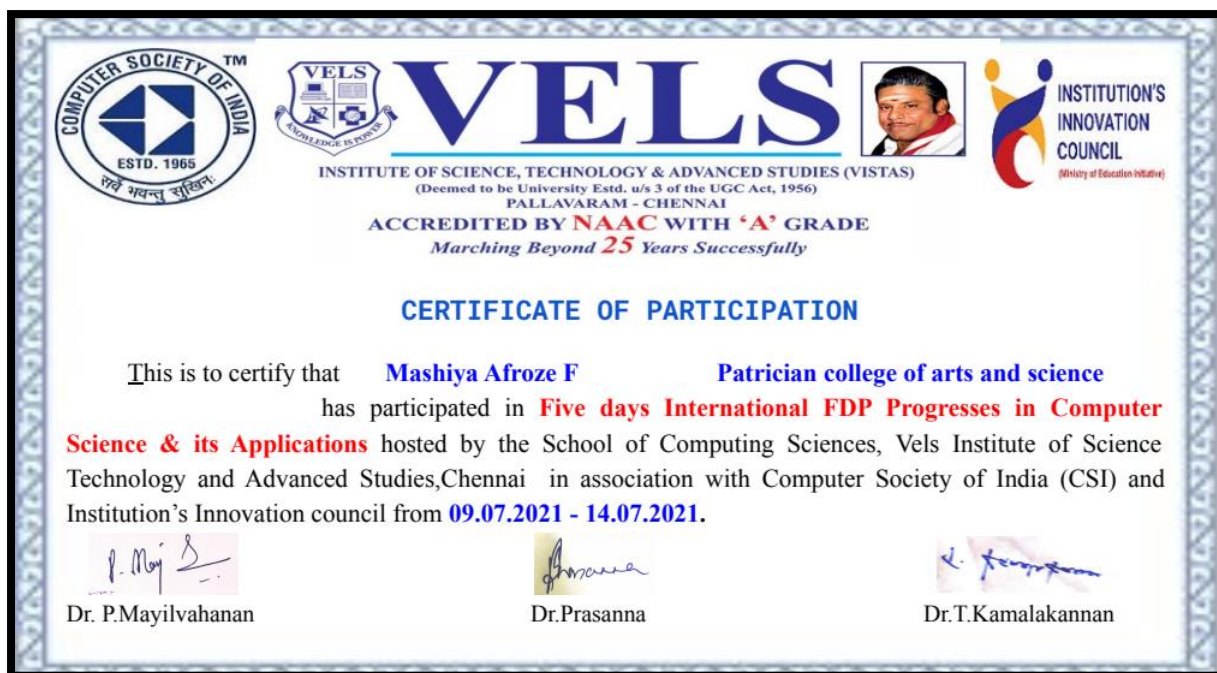 COMPUTER SOCIETY OF INDIA
TM
ESTD. 1965
सर्वे भवन्तु सुखिनः
VELS
KNOWLEDGE IS POWER
VELS
INSTITUTE OF SCIENCE, TECHNOLOGY & ADVANCED STUDIES (VISTAS)
(Deemed to be University Estd. u/s 3 of the UGC Act, 1956)
PALLAVARAM - CHENNAI
ACCREDITED BY NAAC WITH ‘A’ GRADE
Marching Beyond 25 Years Successfully
INSTITUTION'S
INNOVATION
COUNCIL
(Ministry of Education Initiative)
CERTIFICATE OF PARTICIPATION
This is to certify that Mashiya Afroze F Patrician college of arts and science
has participated in Five days International FDP Progresses in Computer
Science & its Applications hosted by the School of Computing Sciences, Vels Institute of Science
Technology and Advanced Studies,Chennai in association with Computer Society of India (CSI) and
Institution’s Innovation council from 09.07.2021 - 14.07.2021.
Dr. P.Mayilvahanan
Dr.Prasanna
Dr.T.Kamalakannan